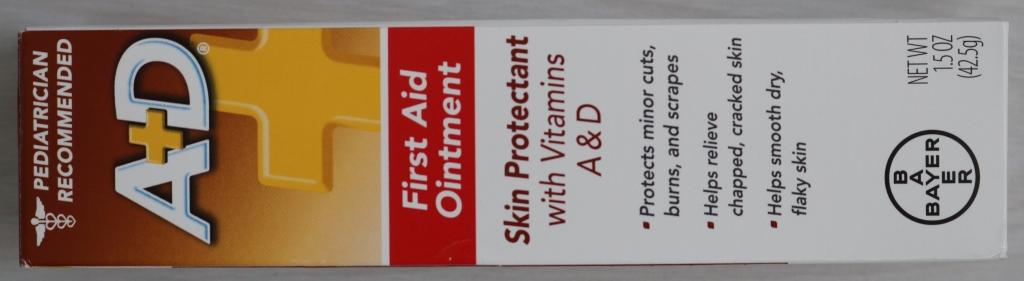 PEDIATRICIAN
RECOMMENDED
A+D®
First Aid
Ointment
Skin Protectant
with Vitamins
A & D
▪ Protects minor cuts,
burns, and scrapes
▪ Helps relieve
chapped, cracked skin
▪ Helps smooth dry,
flaky skin
B
A
BAYER
E
R
NET WT
1.5 OZ
(42.5g)